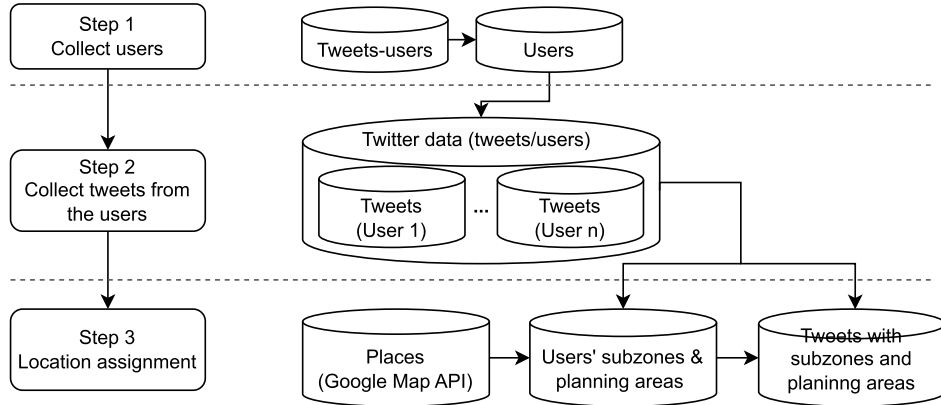 Step 1
Collect users
Tweets-users
Users
Twitter data (tweets/users)
Step 2
Collect tweets from
the users
Tweets
(User 1)
...
Tweets
(User n)
Step 3
Location assignment
Places
(Google Map API)
Users' subzones &
planning areas
Tweets with
subzones and
planinng areas